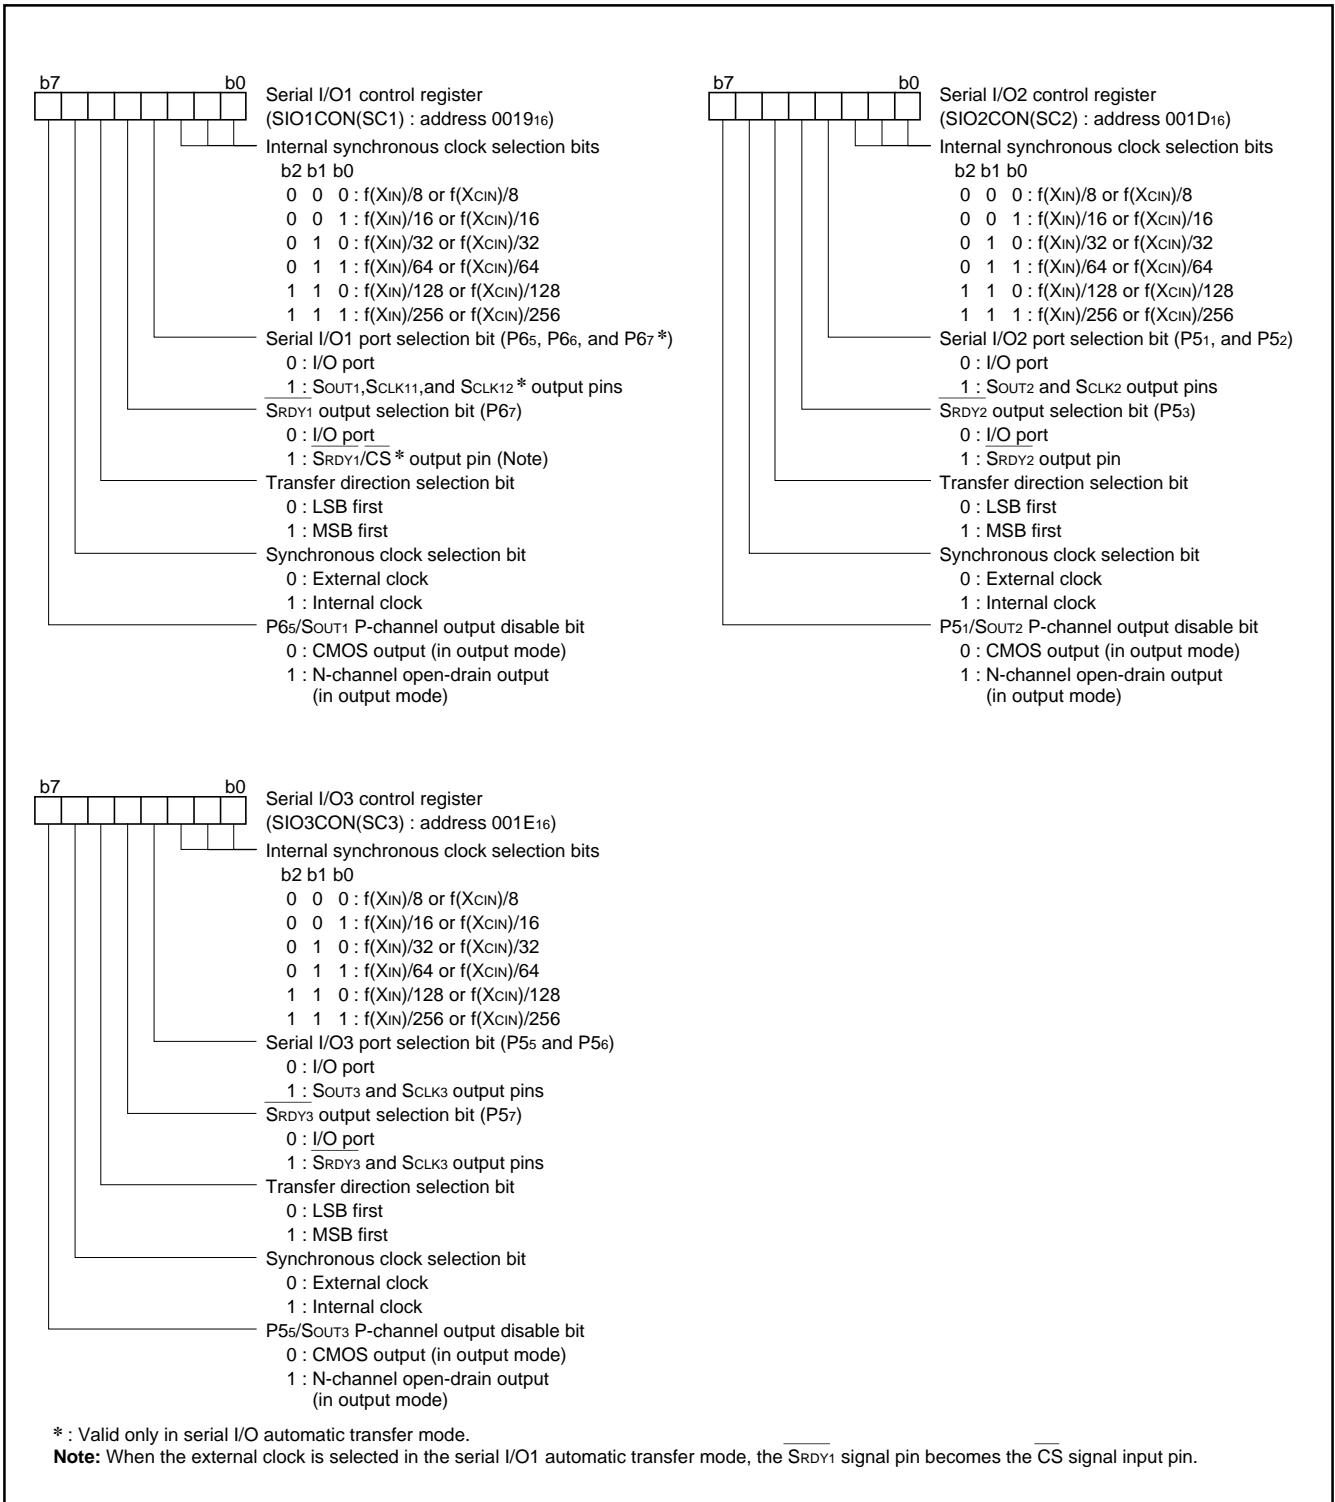 b7 b0
Serial I/O1 control register
(SIO1CON(SC1) : address 001916)
Internal synchronous clock selection bits
b2 b1 b0
0 0 0 : f(XIN)/8 or f(XCIN)/8
0 0 1 : f(XIN)/16 or f(XCIN)/16
0 1 0 : f(XIN)/32 or f(XCIN)/32
0 1 1 : f(XIN)/64 or f(XCIN)/64
1 1 0 : f(XIN)/128 or f(XCIN)/128
1 1 1 : f(XIN)/256 or f(XCIN)/256
Serial I/O1 port selection bit (P65, P66, and P67 *)
0 : I/O port
1 : SOUT1,SCLK11,and SCLK12 * output pins
SRDY1 output selection bit (P67)
0 : I/O port
1 : SRDY1/CS * output pin (Note)
Transfer direction selection bit
0 : LSB first
1 : MSB first
Synchronous clock selection bit
0 : External clock
1 : Internal clock
P65/SOUT1 P-channel output disable bit
0 : CMOS output (in output mode)
1 : N-channel open-drain output
(in output mode)
b7 b0
Serial I/O2 control register
(SIO2CON(SC2) : address 001D16)
Internal synchronous clock selection bits
b2 b1 b0
0 0 0 : f(XIN)/8 or f(XCIN)/8
0 0 1 : f(XIN)/16 or f(XCIN)/16
0 1 0 : f(XIN)/32 or f(XCIN)/32
0 1 1 : f(XIN)/64 or f(XCIN)/64
1 1 0 : f(XIN)/128 or f(XCIN)/128
1 1 1 : f(XIN)/256 or f(XCIN)/256
Serial I/O2 port selection bit (P51, and P52)
0 : I/O port
1 : SOUT2 and SCLK2 output pins
SRDY2 output selection bit (P53)
0 : I/O port
1 : SRDY2 output pin
Transfer direction selection bit
0 : LSB first
1 : MSB first
Synchronous clock selection bit
0 : External clock
1 : Internal clock
P51/SOUT2 P-channel output disable bit
0 : CMOS output (in output mode)
1 : N-channel open-drain output
(in output mode)
b7 b0
Serial I/O3 control register
(SIO3CON(SC3) : address 001E16)
Internal synchronous clock selection bits
b2 b1 b0
0 0 0 : f(XIN)/8 or f(XCIN)/8
0 0 1 : f(XIN)/16 or f(XCIN)/16
0 1 0 : f(XIN)/32 or f(XCIN)/32
0 1 1 : f(XIN)/64 or f(XCIN)/64
1 1 0 : f(XIN)/128 or f(XCIN)/128
1 1 1 : f(XIN)/256 or f(XCIN)/256
Serial I/O3 port selection bit (P55 and P56)
0 : I/O port
1 : SOUT3 and SCLK3 output pins
SRDY3 output selection bit (P57)
0 : I/O port
1 : SRDY3 and SCLK3 output pins
Transfer direction selection bit
0 : LSB first
1 : MSB first
Synchronous clock selection bit
0 : External clock
1 : Internal clock
P55/SOUT3 P-channel output disable bit
0 : CMOS output (in output mode)
1 : N-channel open-drain output
(in output mode)
* : Valid only in serial I/O automatic transfer mode.
Note: When the external clock is selected in the serial I/O1 automatic transfer mode, the SRDY1 signal pin becomes the CS signal input pin.